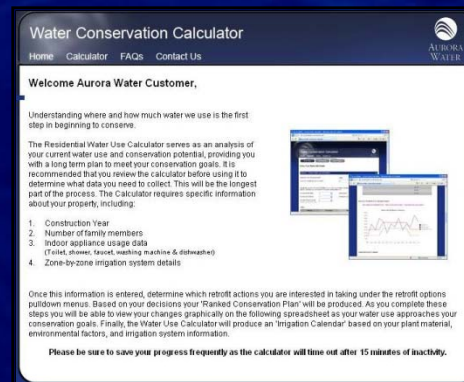 Water Conservation Calculator
Home Calculator FAQs Contact Us
AURORA
WATER
Welcome Aurora Water Customer,
Understanding where and how much water we use is the first
step in beginning to conserve.
The Residential Water Use Calculator serves as an analysis of
your current water use and conservation potential, providing you
with a long term plan to meet your conservation goals. It is
recommended that you review the calculator before using it to
determine what data you need to collect. This will be the longest
part of the process. The Calculator requires specific information
about your property, including:
1. Construction Year
2. Number of family members
3. Indoor appliance usage data
(Toilet, shower, faucet, washing machine & dishwasher)
4. Zone-by-zone irrigation system details
Once this information is entered, determine which retrofit actions you are interested in taking under the retrofit options
pulldown menus. Based on your decisions your 'Ranked Conservation Plan' will be produced. As you complete these
steps you will be able to view your changes graphically on the following spreadsheet as your water use approaches your
conservation goals. Finally, the Water Use Calculator will produce an 'Irrigation Calendar' based on your plant material,
environmental factors, and irrigation system information.
Please be sure to save your progress frequently as the calculator will time out after 15 minutes of inactivity.